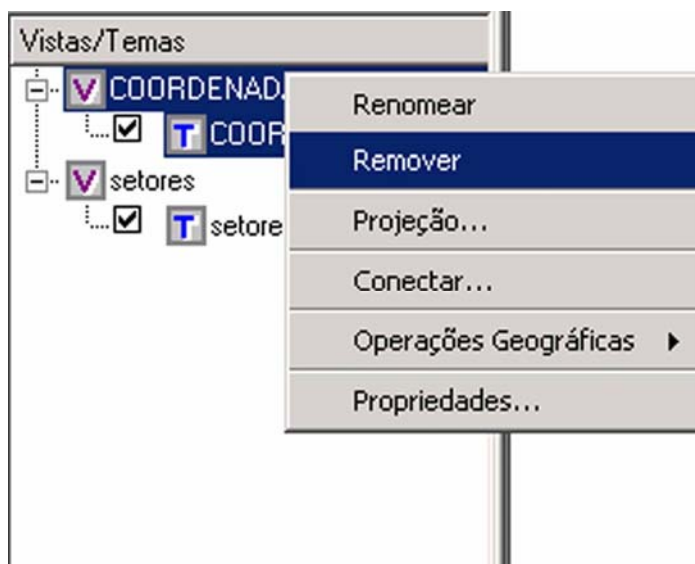 Vistas/Temas
V COORDENAD
T COOR
V setores
T setore
Renomear
Remover
Projeção...
Conectar...
Operações Geográficas
Propriedades...